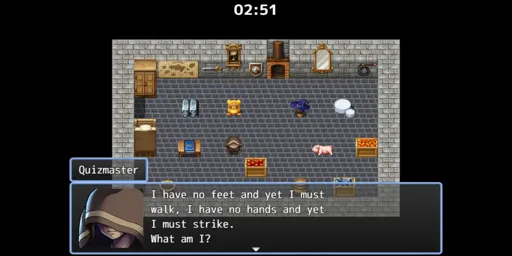 02:51
Quizmaster
I have no feet and yet I must
walk, I have no hands and yet
I must strike.
What am I?